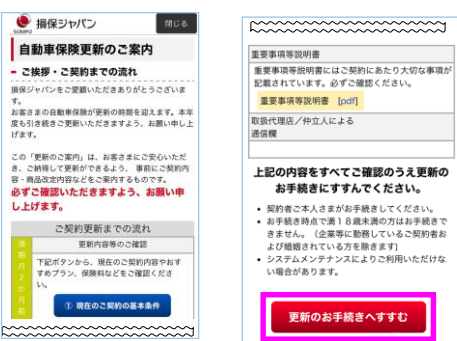 損保ジャパン
SOMPO
閉じる
自動車保険更新のご案内
ご挨拶・ご契約までの流れ
損保ジャパンをご愛顧いただきありがとうございま
す。
お客さまの自動車保険が更新の時期を迎えます。本年
度も引き続きご更新いただきますよう、お願い申し上
げます。
この「更新のご案内」は、お客さまにご安心いただ
き、ご納得してご更新ができるよう、事前にご契約内
容・商品改定内容などをご案内するものです。
必ずご確認いただきますよう、お願い申
し上げます。
ご契約更新までの流れ
満期月2か月前
更新内容等のご確認
下記ボタンから、現在のご契約内容やおす
すめプラン、保険料などをご確認くださ
い。
① 現在のご契約の基本条件
重要事項等説明書
重要事項等説明書にはご契約にあたり大切な事項が
記載されています。必ずご確認ください。
重要事項等説明書 [pdf]
取扱代理店／仲立人による
通信欄
上記の内容をすべてご確認のうえ更新の
お手続きにすすんでください。
• 契約者ご本人さまがお手続きしてください。
• お手続き時点で満１８歳未満の方はお手続きで
きません。（企業等に勤務しているご契約者お
よび婚姻されている方を除きます)
• システムメンテナンスによりご利用いただけな
い場合があります。
更新のお手続きへすすむ